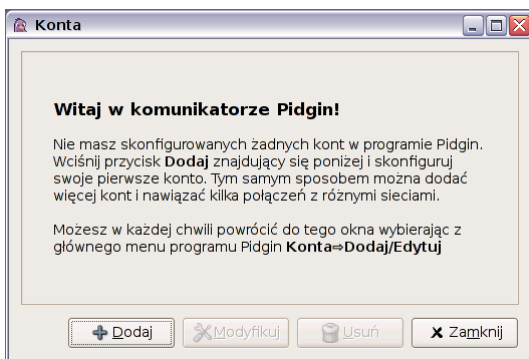 Konta
Witaj w komunikatorze Pidgin!
Nie masz skonfigurowanych żadnych kont w programie Pidgin.
Wciśnij przycisk Dodaj znajdujący się poniżej i skonfiguruj
swoje pierwsze konto. Tym samym sposobem można dodać
więcej kont i nawiązać kilka połączeń z różnymi sieciami.
Możesz w każdej chwili powrócić do tego okna wybierając z
głównego menu programu Pidgin Konta⇨Dodaj/Edytuj
Dodaj Modyfikuj Usuń Zamknij